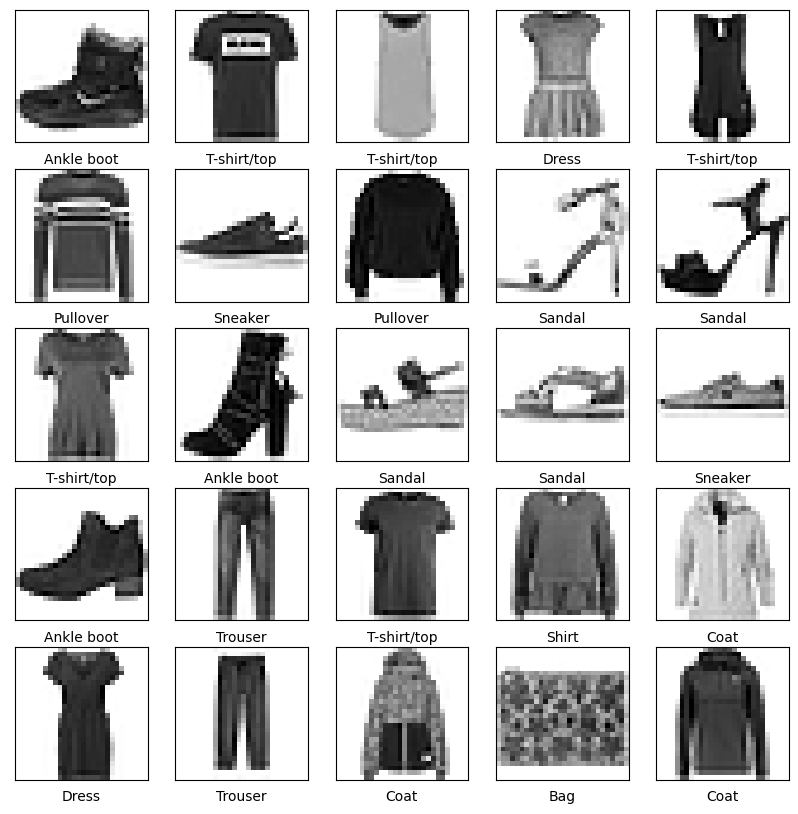 Ankle boot T-shirt/top T-shirt/top Dress T-shirt/top
Pullover Sneaker Pullover Sandal Sandal
T-shirt/top Ankle boot Sandal Sandal Sneaker
Ankle boot Trouser T-shirt/top Shirt Coat
Dress Trouser Coat Bag Coat